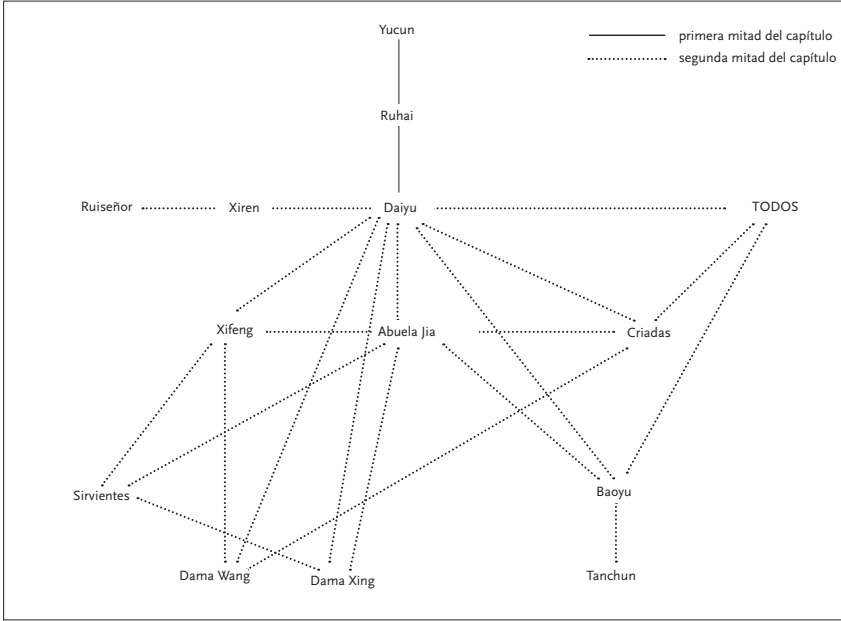 Yucun
primera mitad del capítulo
segunda mitad del capítulo
Ruhai
Ruiseñor
Xiren
Daiyu
TODOS
Xifeng
Abuela Jia
Criadas
Sirvientes
Baoyu
Dama Wang
Dama Xing
Tanchun